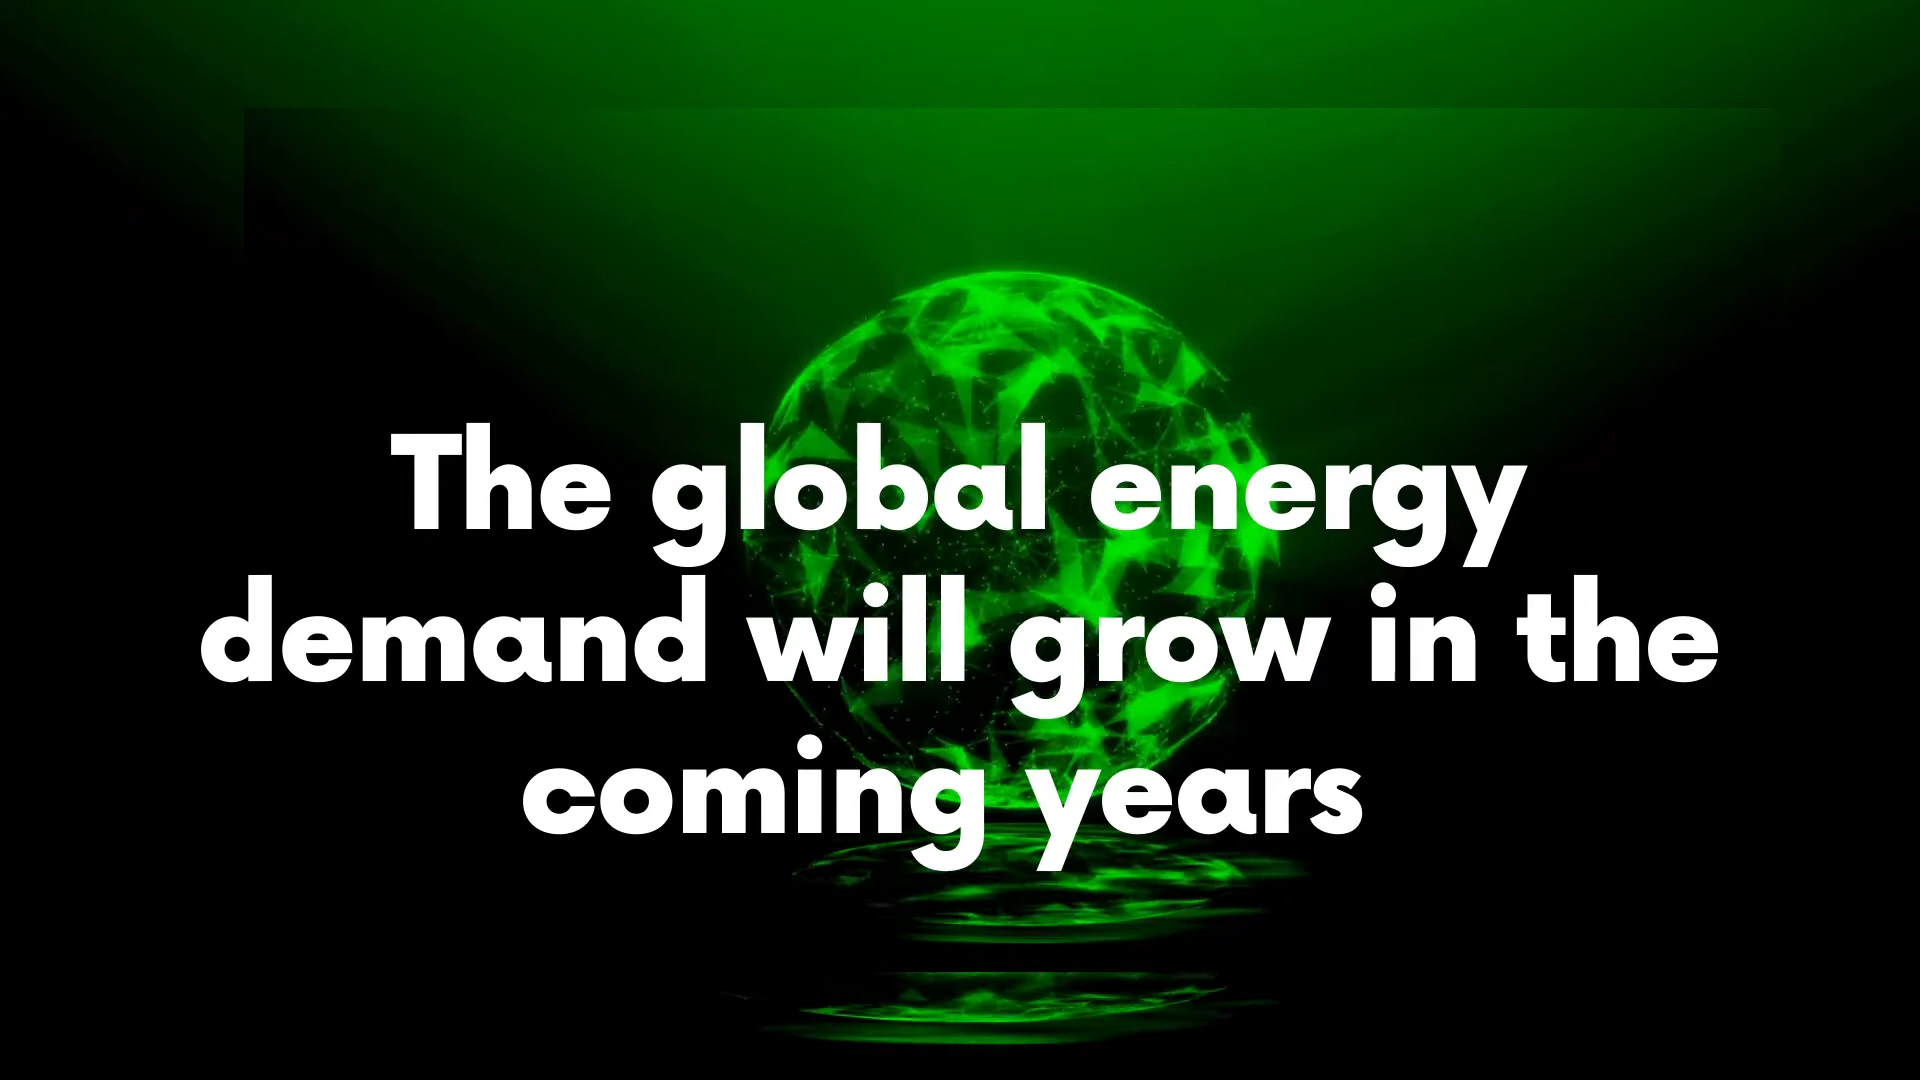 The global energy
demand will grow in the
coming years